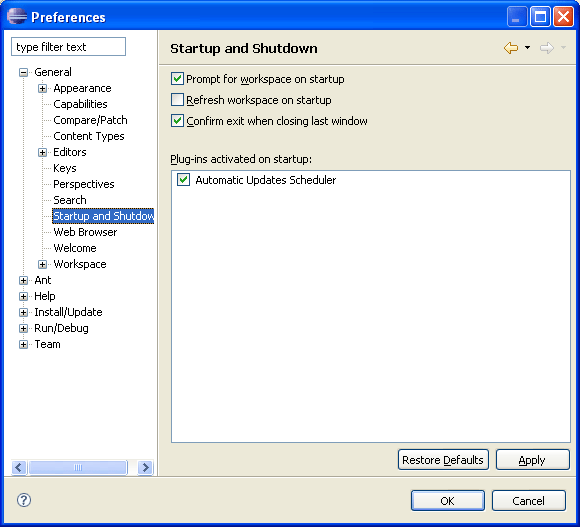 Preferences
type filter text
General
Appearance
Capabilities
Compare/Patch
Content Types
Editors
Keys
Perspectives
Search
Startup and Shutdow
Web Browser
Welcome
Workspace
Ant
Help
Install/Update
Run/Debug
Team
Startup and Shutdown
Prompt for workspace on startup
Refresh workspace on startup
Confirm exit when closing last window
Plug-ins activated on startup:
Automatic Updates Scheduler
Restore Defaults
Apply
?
OK
Cancel